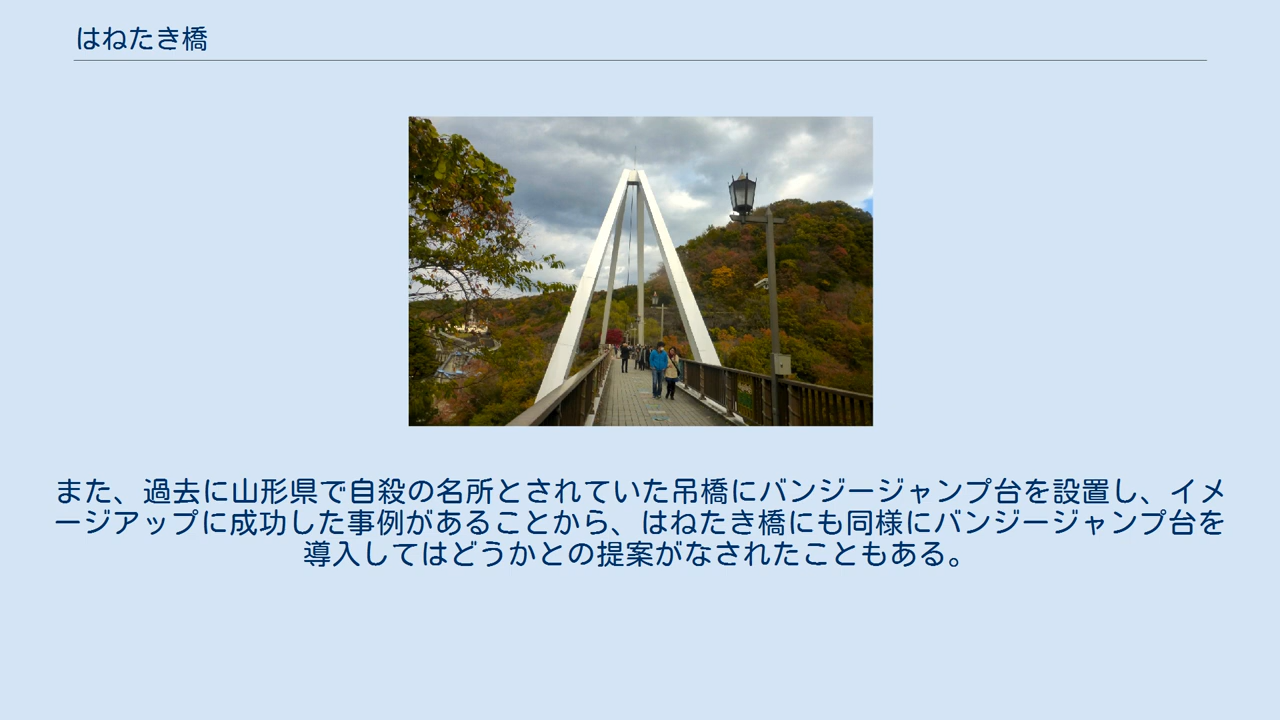 はねたき橋
また、過去に山形県で自殺の名所とされていた吊橋にバンジージャンプ台を設置し、イメ
ージアップに成功した事例があることから、はねたき橋にも同様にバンジージャンプ台を
導入してはどうかとの提案がなされたこともある。